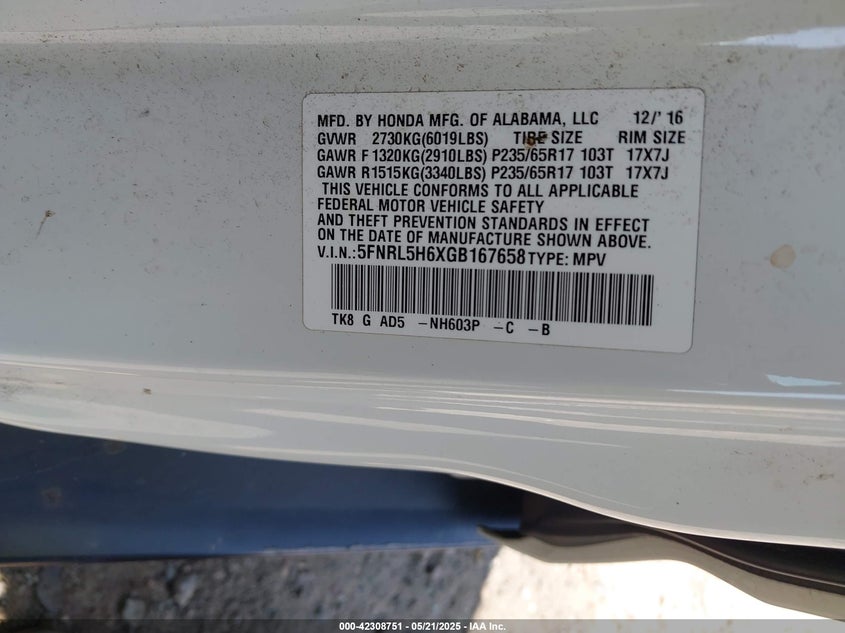 MFD. BY HONDA MFG. OF ALABAMA, LLC 12/'16
GVWR 2730KG(6019LBS) TIRE SIZE RIM SIZE
GAWR F 1320KG(2910LBS) P235/65R17 103T 17X7J
GAWR R1515KG(3340LBS) P235/65R17 103T 17X7J
THIS VEHICLE CONFORMS TO ALL APPLICABLE
FEDERAL MOTOR VEHICLE SAFETY
AND THEFT PREVENTION STANDARDS IN EFFECT
ON THE DATE OF MANUFACTURE SHOWN ABOVE.
V.I.N.:5FNRL5H6XGB167658 TYPE: MPV
TK8 G AD5 -NH603P -C -B
000-42308751 — 05/21/2025 — IAA Inc.